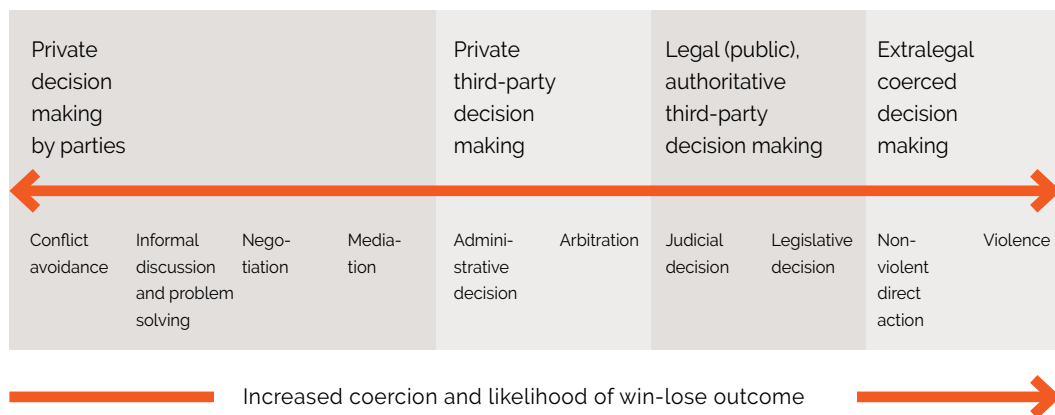 Private
decision
making
by parties
Private
third-party
decision
making
Legal (public),
authoritative
third-party
decision making
Extralegal
coerced
decision
making
Conflict
avoidance
Informal
discussion
and problem
solving
Nego-
tiation
Media-
tion
Admini-
strative
decision
Arbitration
Judicial
decision
Legislative
decision
Non-
violent
direct
action
Violence
Increased coercion and likelihood of win-lose outcome